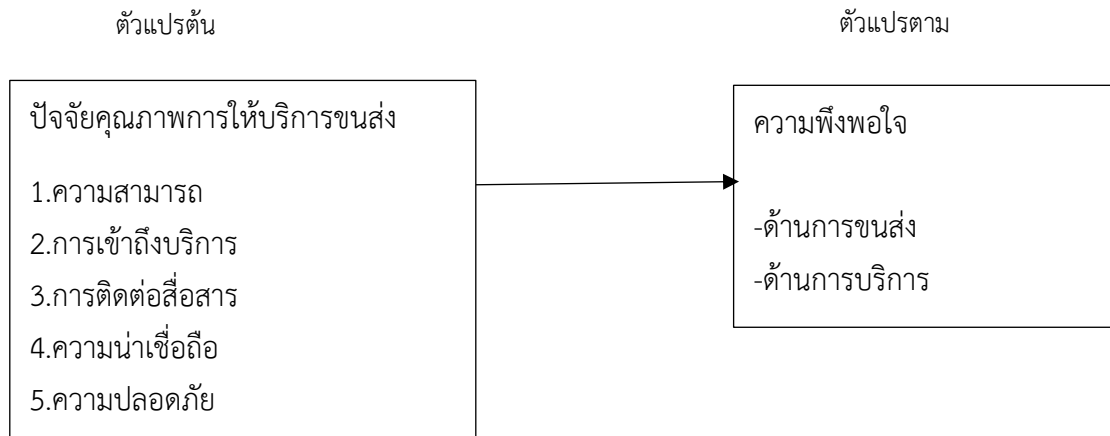 ตัวแปรต้น
ตัวแปรตาม
ปัจจัยคุณภาพการให้บริการขนส่ง
1.ความสามารถ
2.การเข้าถึงบริการ
3.การติดต่อสื่อสาร
4.ความน่าเชื่อถือ
5.ความปลอดภัย
ความพึงพอใจ
-ด้านการขนส่ง
-ด้านการบริการ